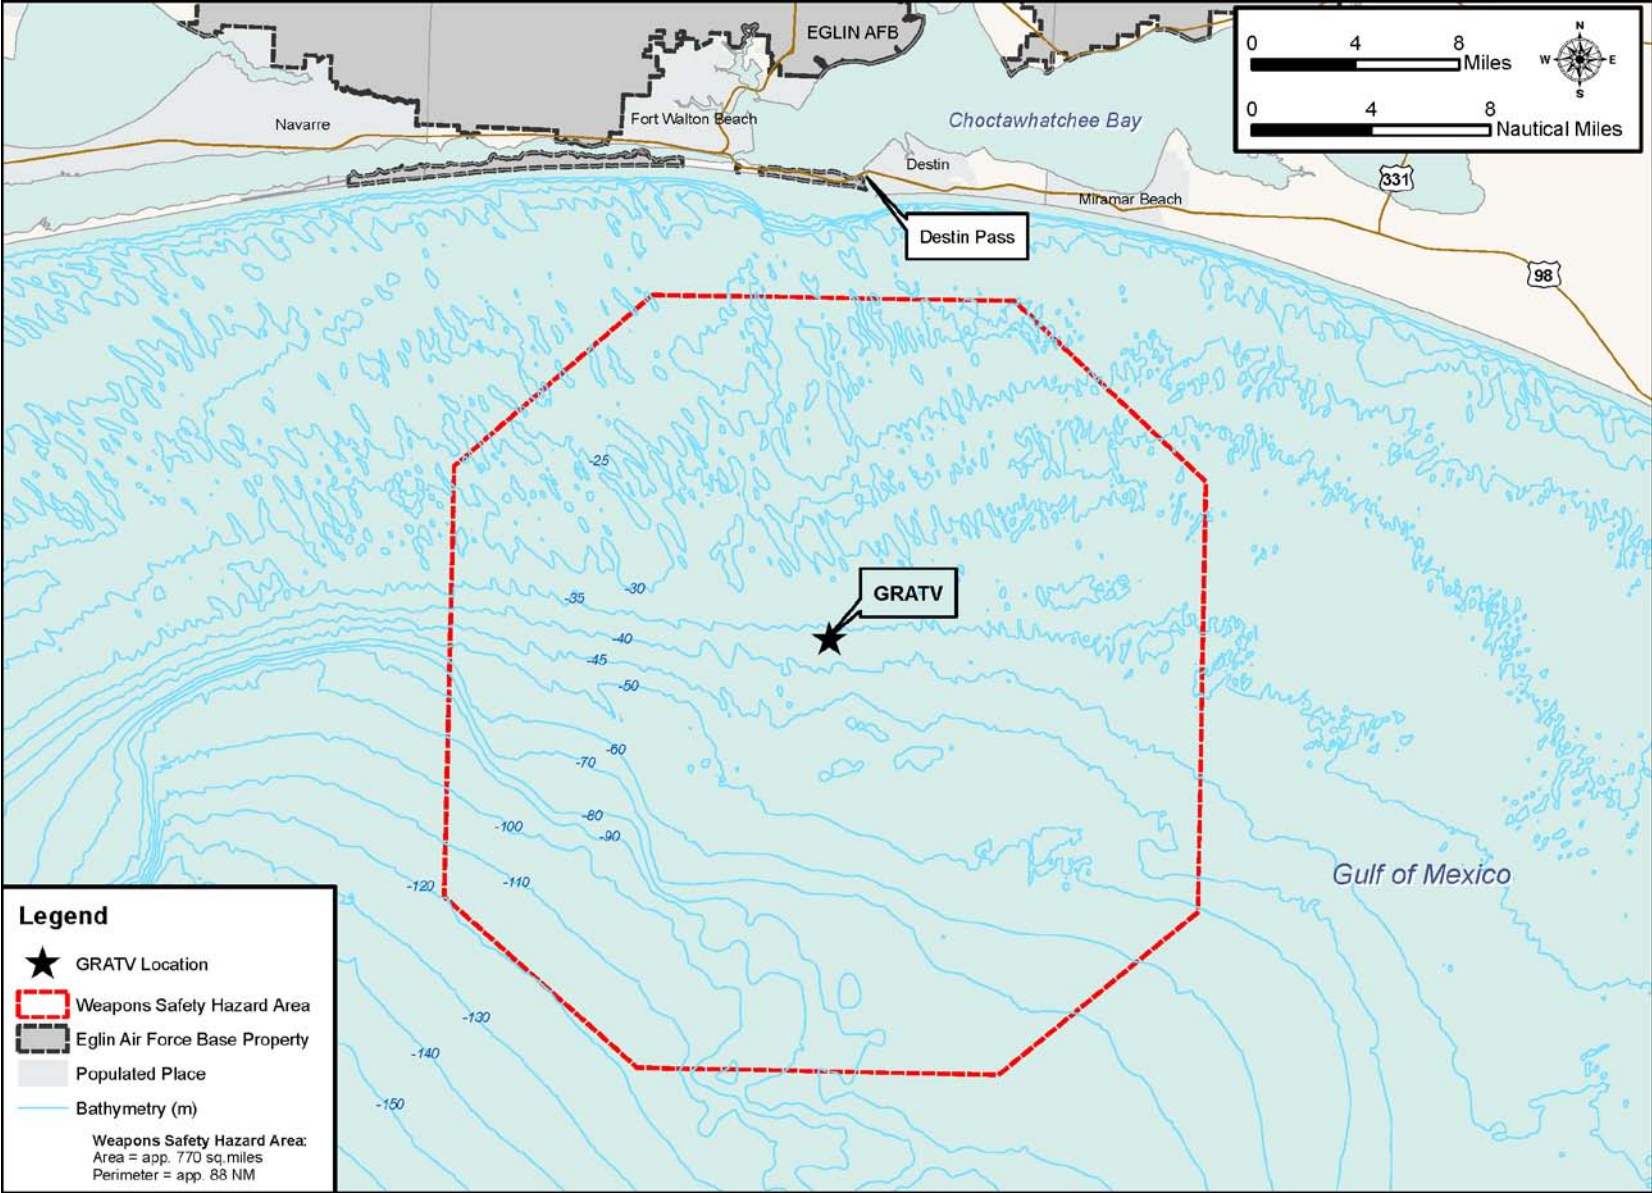 EGLIN AFB
0 4 8
Miles
N
W E
S
0 4 8
Nautical Miles
Navarre
Fort Walton Beach
Choctawhatchee Bay
Destin
331
Miramar Beach
Destin Pass
98
-25
-30
-35
GRATV
-40
-45
-50
-60
-70
-80
-90
-100
-110
-120
Gulf of Mexico
-130
-140
-150
Legend
GRATV Location
Weapons Safety Hazard Area
Eglin Air Force Base Property
Populated Place
Bathymetry (m)
Weapons Safety Hazard Area:
Area = app. 770 sq.miles
Perimeter = app. 88 NM